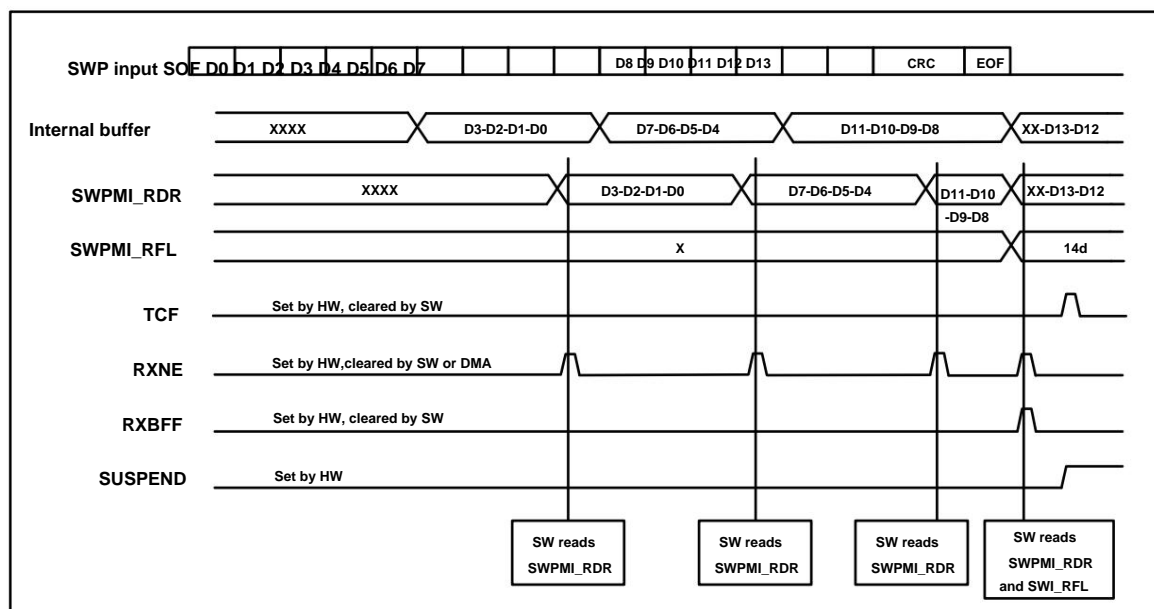 SWP input SOF D0 D1 D2 D3 D4 D5 D6 D7 D8 D9 D10 D11 D12 D13 CRC EOF
Internal buffer XXXX D3-D2-D1-D0 D7-D6-D5-D4 D11-D10-D9-D8 XX-D13-D12
SWPMI_RDR XXXX D3-D2-D1-D0 D7-D6-D5-D4 D11-D10 XX-D13-D12
-D9-D8
SWPMI_RFL X 14d
TCF Set by HW, cleared by SW
RXNE Set by HW,cleared by SW or DMA
RXBFF Set by HW, cleared by SW
SUSPEND Set by HW
SW reads
SWPMI_RDR
SW reads
SWPMI_RDR
SW reads
SWPMI_RDR
SW reads
SWPMI_RDR
and SWI_RFL